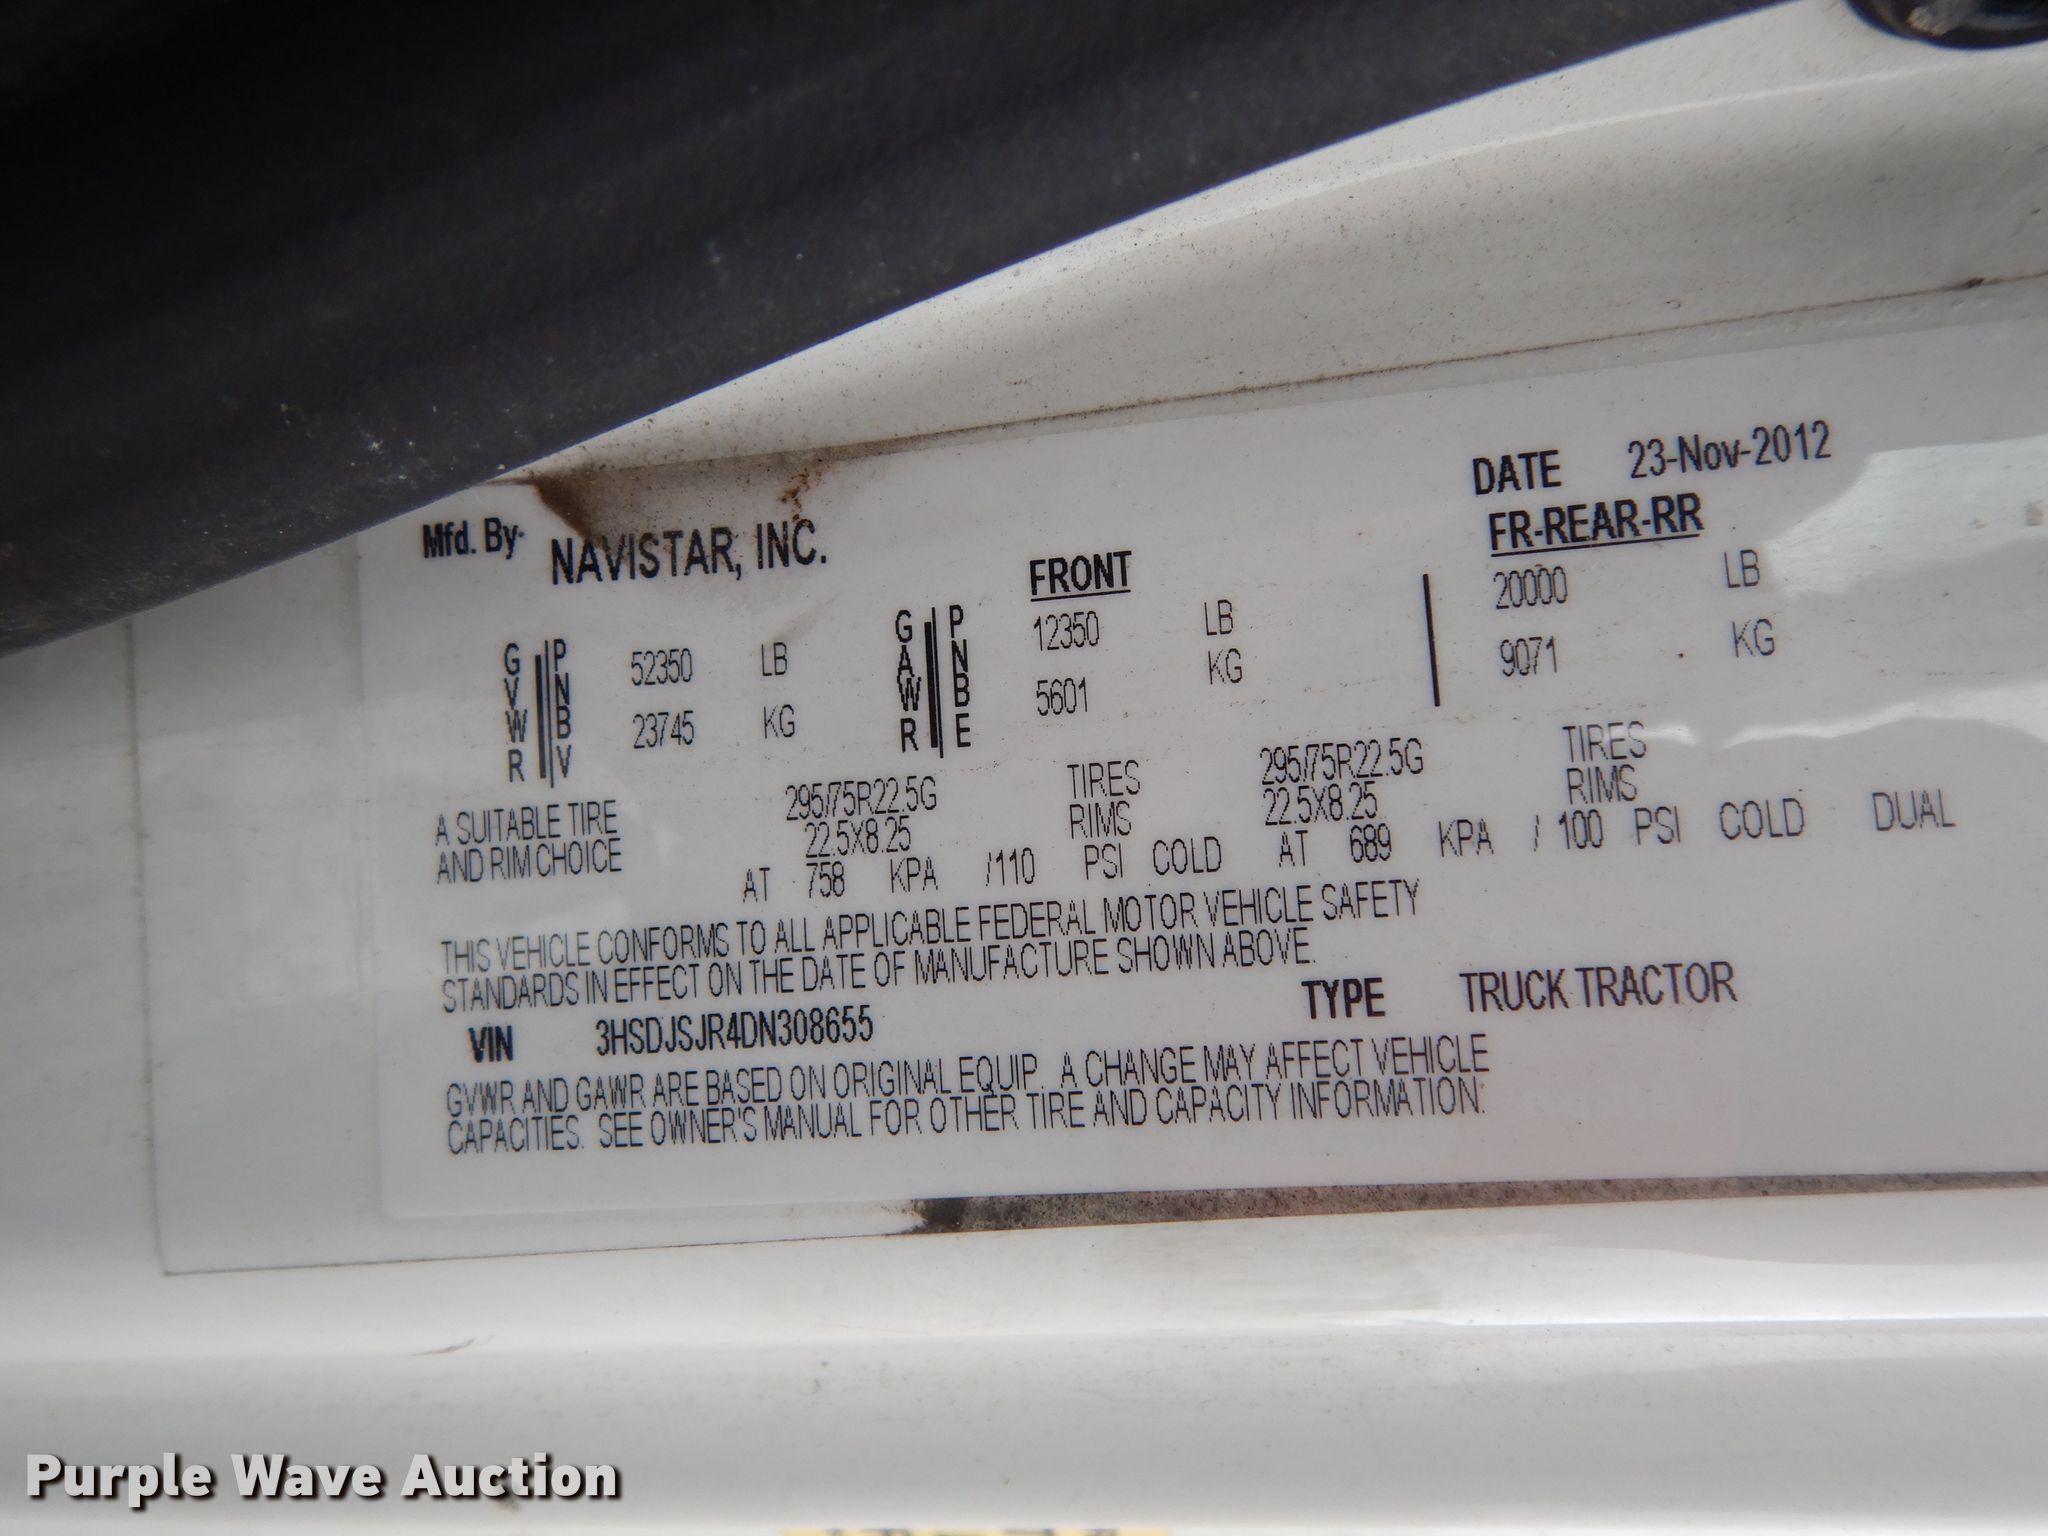 DATE 23-Nov-2012
Mfd. By- NAVISTAR, INC.
FRONT FR-REAR-RR
GVWR PNBV 52350 LB GAWR PNBE 12350 LB 20000 LB
23745 KG 5601 KG 9071 KG
A SUITABLE TIRE 295/75R22.5G TIRES 295/75R22.5G TIRES
AND RIM CHOICE 22.5X8.25 RIMS 22.5X8.25 RIMS
AT 758 KPA /110 PSI COLD AT 689 KPA / 100 PSI COLD DUAL
THIS VEHICLE CONFORMS TO ALL APPLICABLE FEDERAL MOTOR VEHICLE SAFETY
STANDARDS IN EFFECT ON THE DATE OF MANUFACTURE SHOWN ABOVE.
VIN 3HSDJSJR4DN308655 TYPE TRUCK TRACTOR
GVWR AND GAWR ARE BASED ON ORIGINAL EQUIP. A CHANGE MAY AFFECT VEHICLE
CAPACITIES. SEE OWNER'S MANUAL FOR OTHER TIRE AND CAPACITY INFORMATION.
Purple Wave Auction